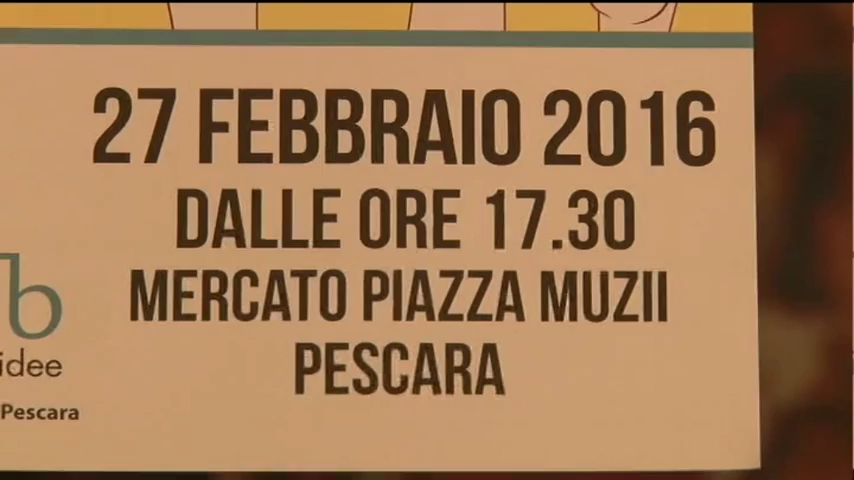 27 FEBBRAIO 2016
DALLE ORE 17.30
MERCATO PIAZZA MUZII
PESCARA
b
idee
Pescara